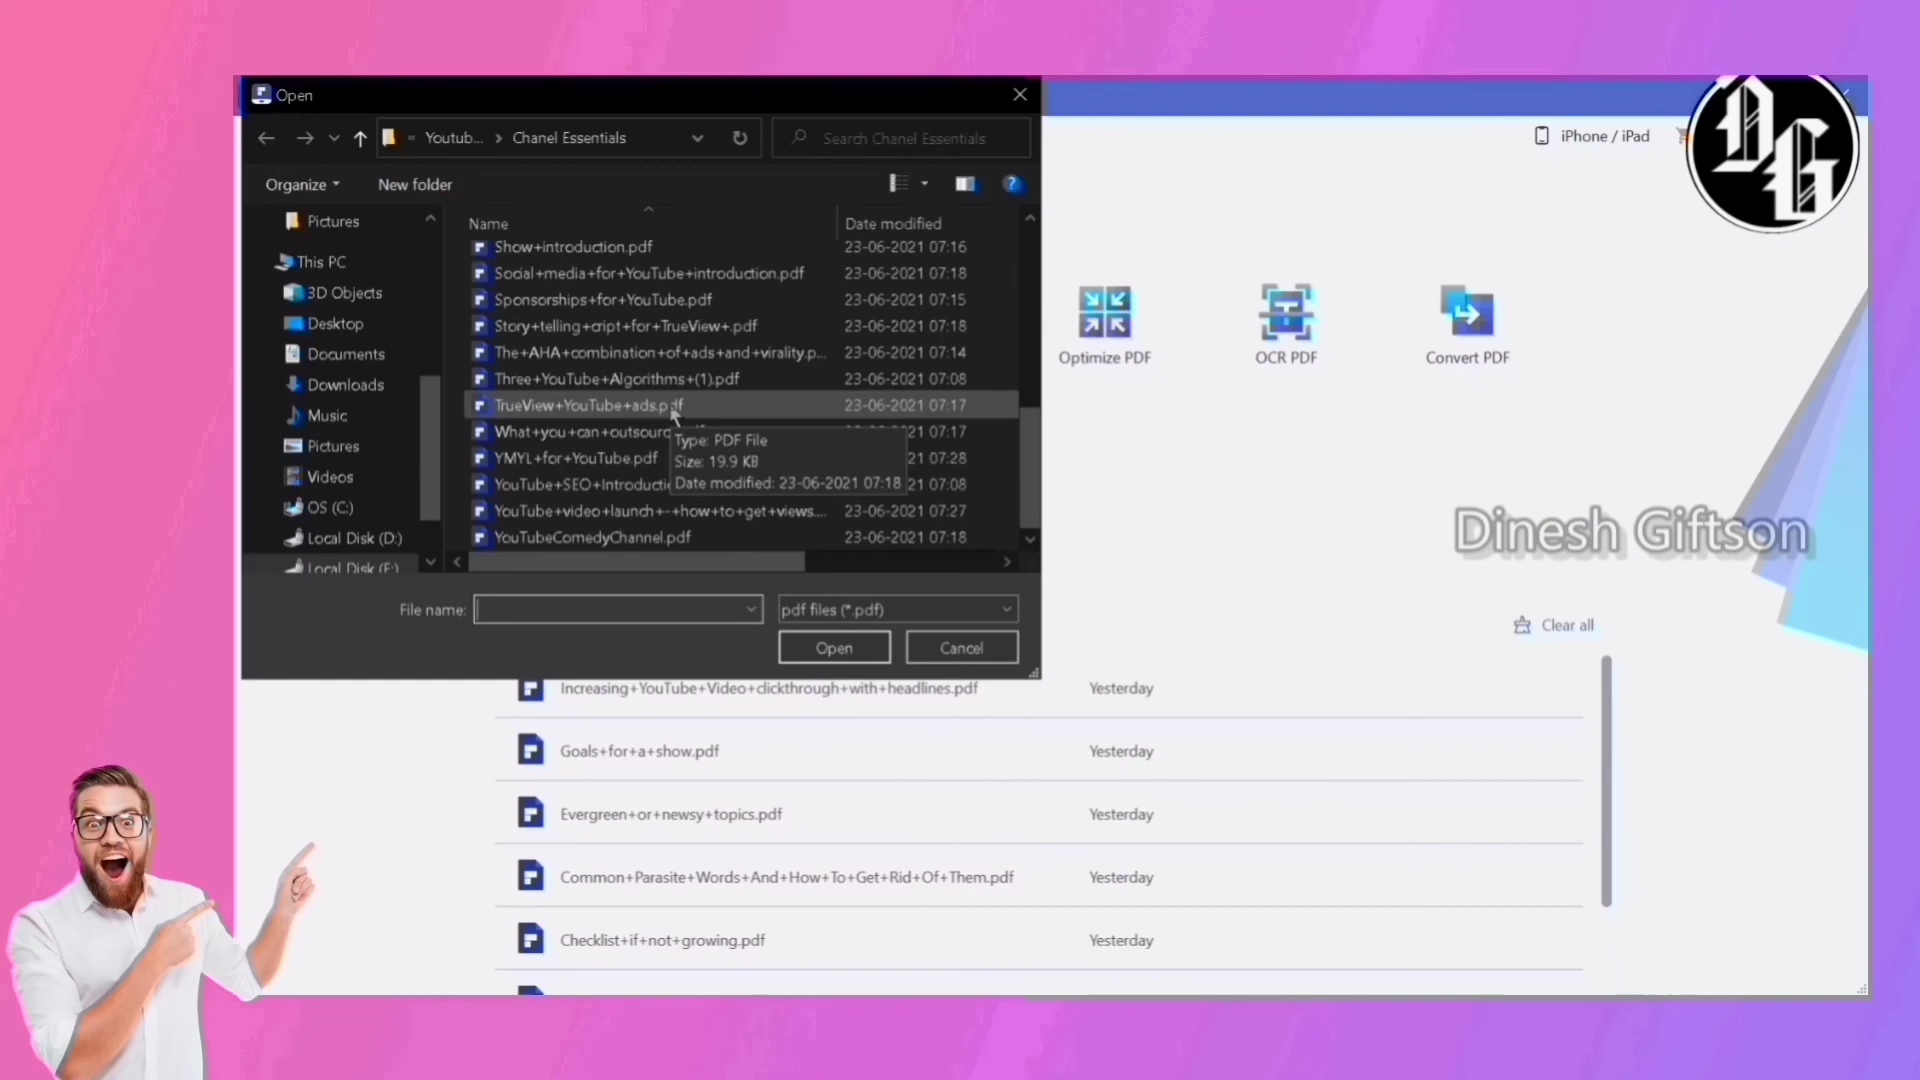 Open
« Youtub... > Chanel Essentials
Search Chanel Essentials
Organize
New folder
Pictures
This PC
3D Objects
Desktop
Documents
Downloads
Music
Pictures
Videos
OS (C:)
Local Disk (D:)
Name
Date modified
Show+introduction.pdf 23-06-2021 07:16
Social+media+for+YouTube+introduction.pdf 23-06-2021 07:18
Sponsorships+for+YouTube.pdf 23-06-2021 07:15
Story+telling+cript+for+TrueView+.pdf 23-06-2021 07:18
The+AHA+combination+of+ads+and+virality.p... 23-06-2021 07:14
Three+YouTube+Algorithms+(1).pdf 23-06-2021 07:08
TrueView+YouTube+ads.pdf 23-06-2021 07:17
What+you+can+outsourc 07:17
YMYL+for+YouTube.pdf 21 07:28
YouTube+SEO+Introducti 21 07:08
YouTube+video+launch+-+how+to+get+views.... 23-06-2021 07:27
YouTubeComedyChannel.pdf 23-06-2021 07:18
Type: PDF File
Size: 19.9 KB
Date modified: 23-06-2021 07:18
File name:
pdf files (*.pdf)
Open
Cancel
iPhone / iPad
DG
Optimize PDF
OCR PDF
Convert PDF
Dinesh Giftson
Clear all
Increasing+YouTube+Video+clickthrough+with+headlines.pdf Yesterday
Goals+for+a+show.pdf Yesterday
Evergreen+or+newsy+topics.pdf Yesterday
Common+Parasite+Words+And+How+To+Get+Rid+Of+Them.pdf Yesterday
Checklist+if+not+growing.pdf Yesterday